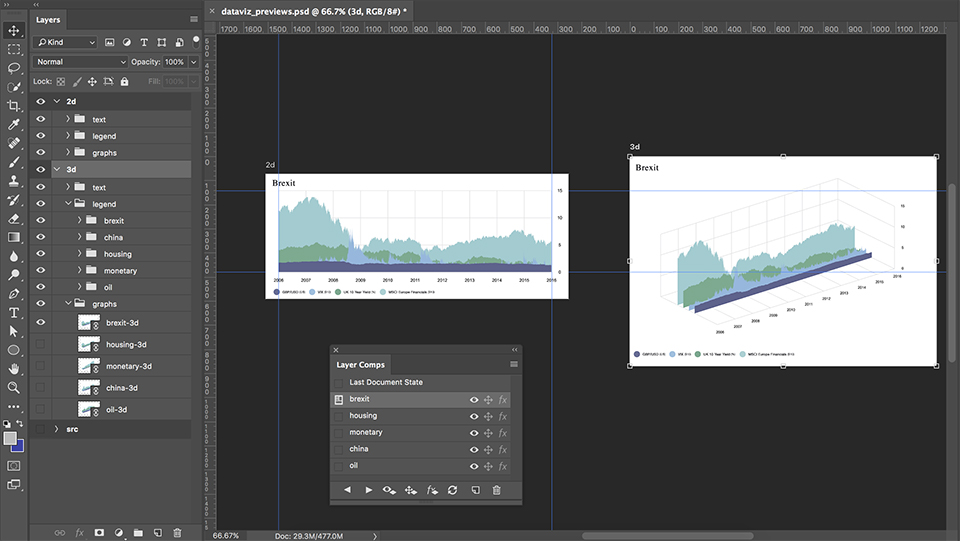 Layers
dataviz_previews.psd @ 66.7% (3d, RGB/8#) *
Kind
Normal
Opacity: 100%
Lock:
Fill: 100%
2d
text
legend
graphs
3d
text
legend
brexit
china
housing
monetary
oil
graphs
brexit-3d
housing-3d
monetary-3d
china-3d
oil-3d
src
1700 1600 1500 1400 1300 1200 1100 1000 900 800 700 600 500 400 300 200 100 0 100 200 300 400 500 600 700 800 900 1000 1100 1200
2d
Brexit
15
10
5
0
2006 2007 2008 2009 2010 2011 2012 2013 2014 2015 2016
GBP/USD X-R
UK 10 Year Yield %
MSCI Europe Financials
3d
Brexit
15
10
5
0
2006 2007 2008 2009 2010 2011 2012 2013 2014 2015 2016
GBP/USD X-R
UK 10 Year Yield %
MSCI Europe Financials
Layer Comps
Last Document State
brexit
housing
monetary
china
oil
66.67%
Doc: 29.3M/477.0M